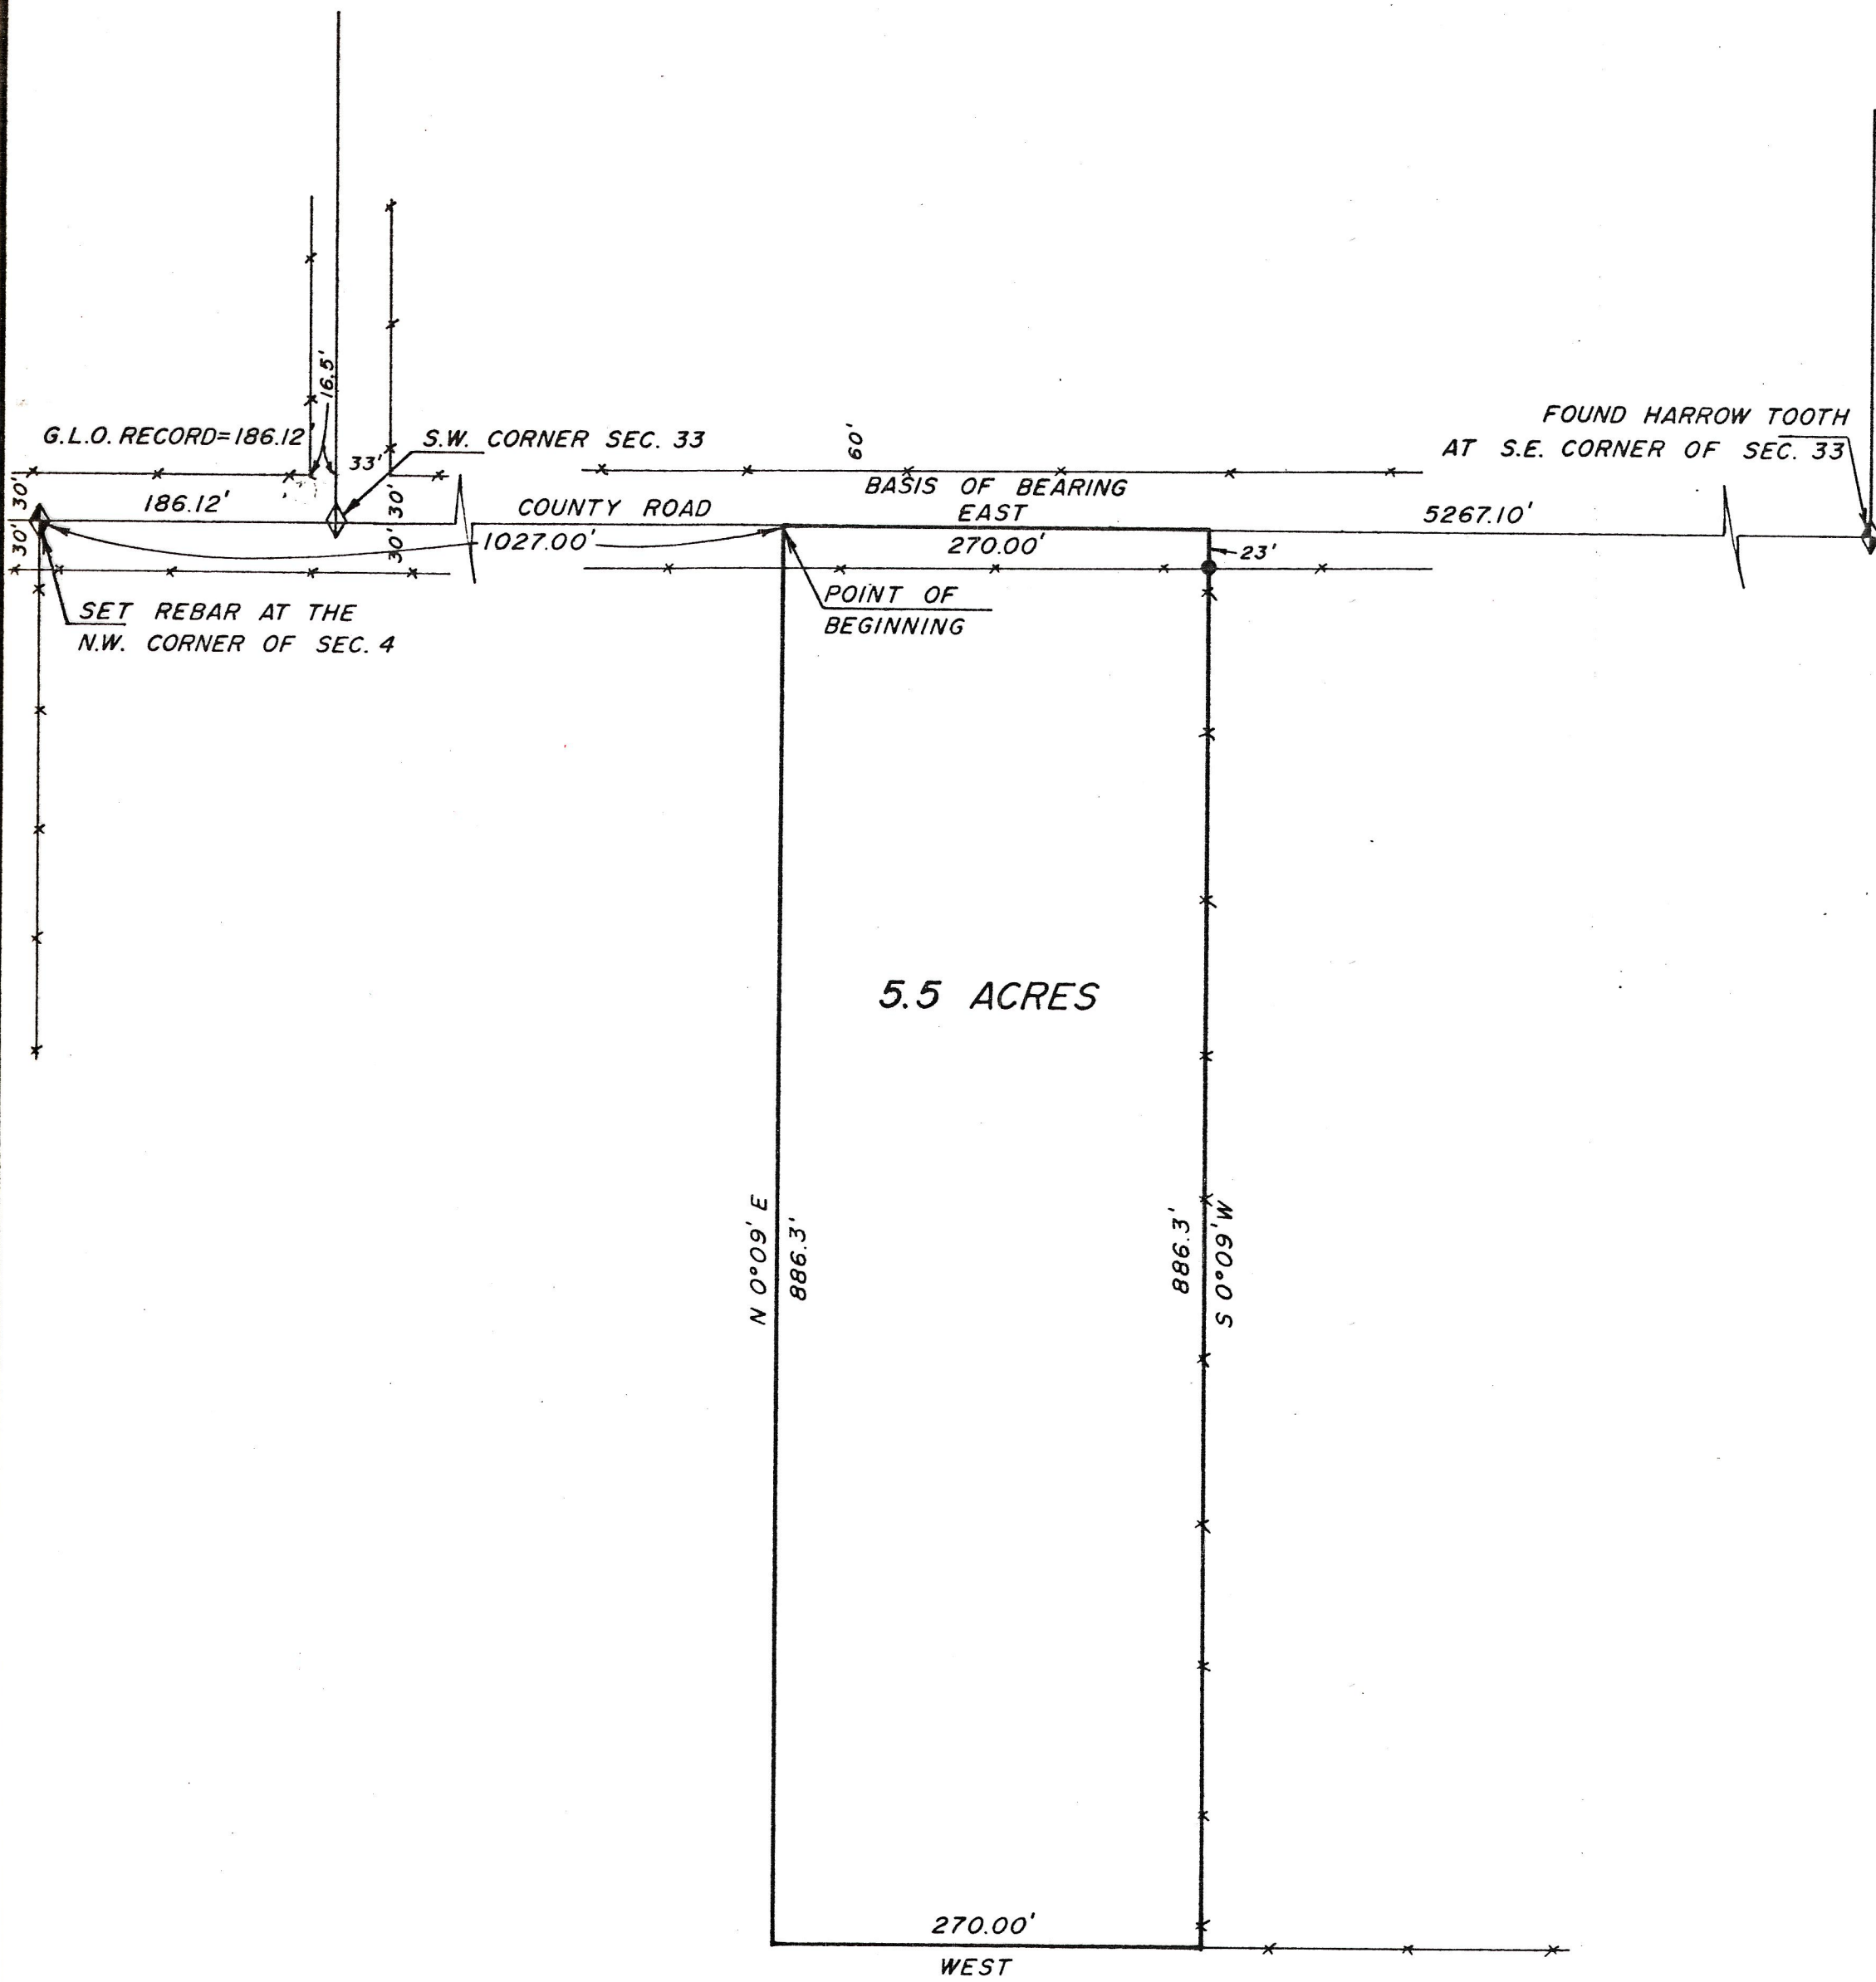 16.5'
G.L.O. RECORD=186.12'
33'
S.W. CORNER SEC. 33
60'
FOUND HARROW TOOTH
AT S.E. CORNER OF SEC. 33
30'
30'
186.12'
30'
30'
COUNTY ROAD
BASIS OF BEARING
EAST
5267.10'
1027.00'
270.00'
23'
SET REBAR AT THE
N.W. CORNER OF SEC. 4
POINT OF
BEGINNING
5.5 ACRES
N 0°09' E
886.3'
886.3'
S 0°09' W
270.00'
WEST